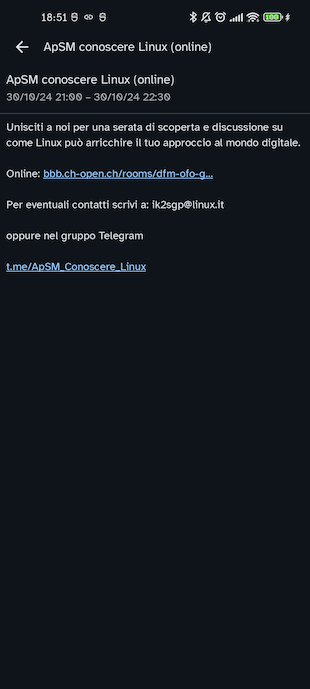 18:51
100
ApSM conoscere Linux (online)
ApSM conoscere Linux (online)
30/10/24 21:00 – 30/10/24 22:30
Unisciti a noi per una serata di scoperta e discussione su
come Linux può arricchire il tuo approccio al mondo digitale.
Online: bbb.ch-open.ch/rooms/dfm-ofo-g…
Per eventuali contatti scrivi a: ik2sgp@linux.it
oppure nel gruppo Telegram
t.me/ApSM_Conoscere_Linux